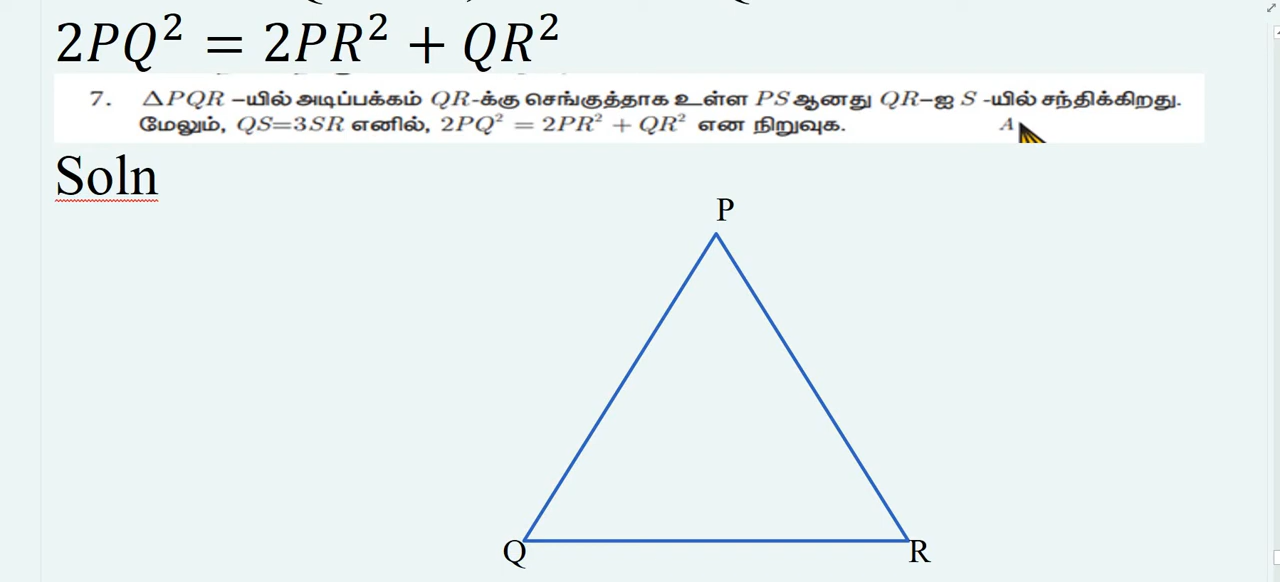 2PQ² = 2PR² + QR²
7. ΔPQR –யில் அடிப்பக்கம் QR-க்கு செங்குத்தாக உள்ள PS ஆனது QR–ஐ S -யில் சந்திக்கிறது.
மேலும், QS=3SR எனில், 2PQ² = 2PR² + QR² என நிறுவுக. A
Soln
P
Q R